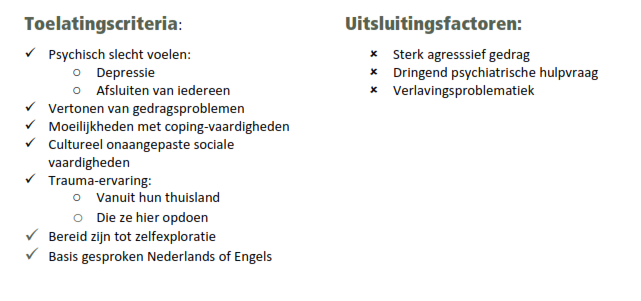 Toelatingscriteria:
✓ Psychisch slecht voelen:
o Depressie
o Afsluiten van iedereen
✓ Vertonen van gedragsproblemen
✓ Moeilijkheden met coping-vaardigheden
✓ Cultureel onaangepaste sociale
vaardigheden
✓ Trauma-ervaring:
o Vanuit hun thuisland
o Die ze hier opdoen
✓ Bereid zijn tot zelfexploratie
✓ Basis gesproken Nederlands of Engels
Uitsluitingsfactoren:
× Sterk agresssief gedrag
× Dringend psychiatrische hulpvraag
× Verlavingsproblematiek